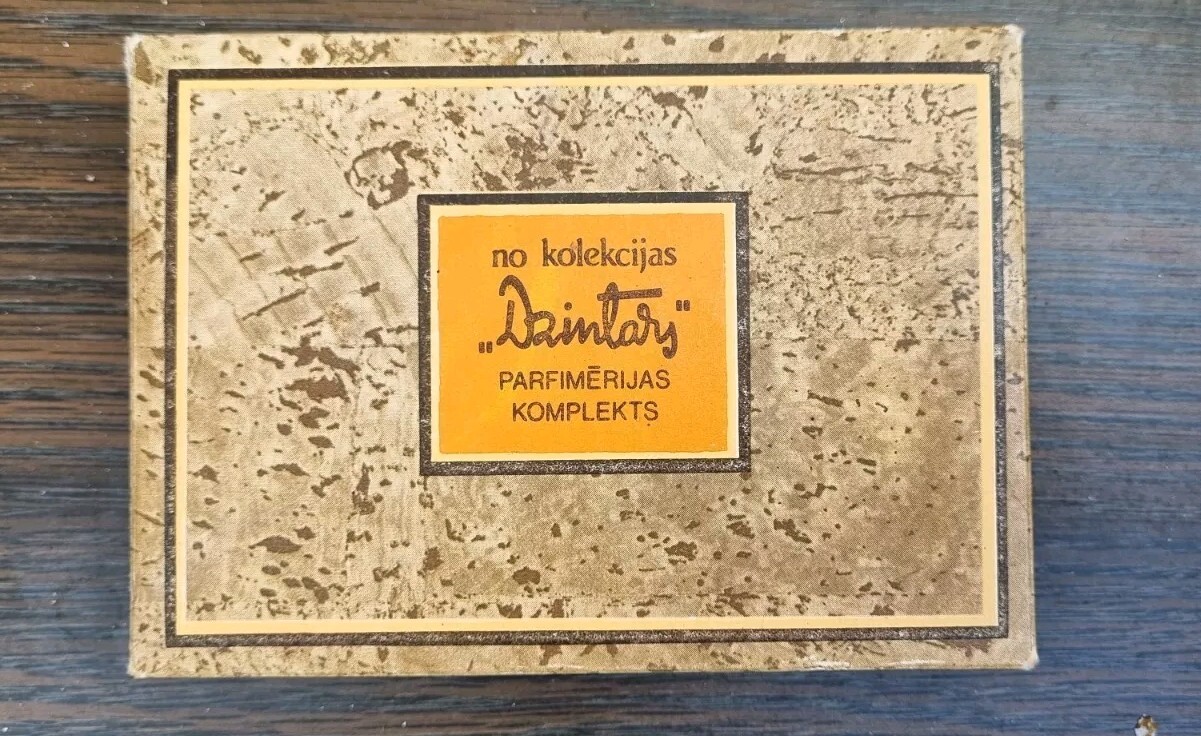 no kolekcijas
„Dzintars"
PARFIMĒRIJAS
KOMPLEKTS